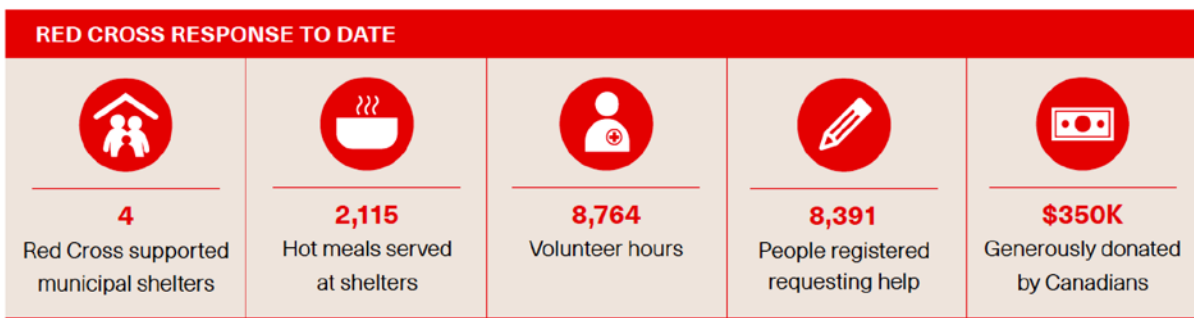 RED CROSS RESPONSE TO DATE
4
Red Cross supported
municipal shelters
2,115
Hot meals served
at shelters
8,764
Volunteer hours
8,391
People registered
requesting help
$350K
Generously donated
by Canadians